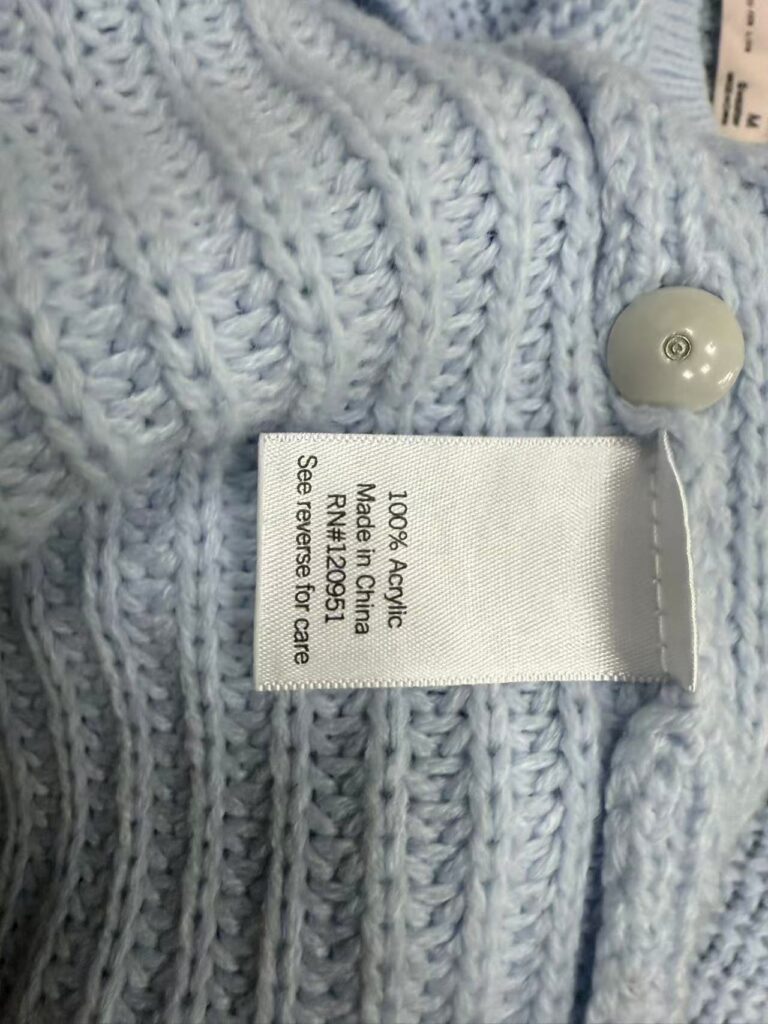 100% Acrylic
Made in China
RN#120951
See reverse for care
M